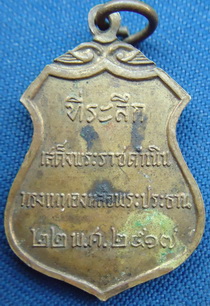 ที่ระลึก
เสด็จพระราชดำเนิน
ทรงเททองหล่อพระประธาน
๒๒ พ.ศ. ๒๕๑๗